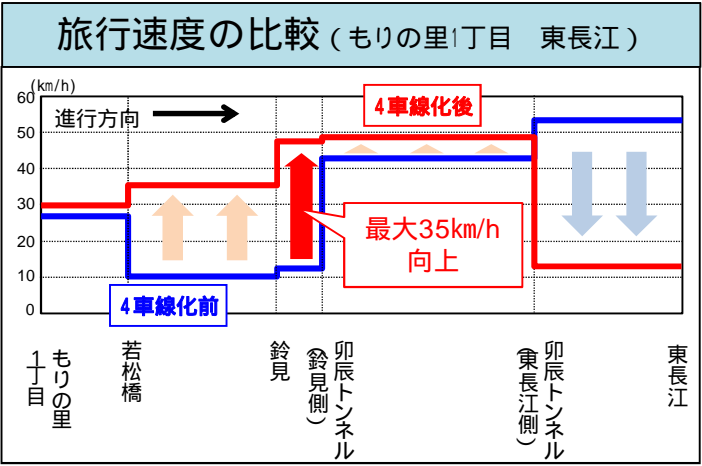 旅行速度の比較（もりの里1丁目　東長江）
(km/h)
60
50
40
30
20
10
0
進行方向
4車線化後
最大35km/h
向上
4車線化前
もりの里
1丁目
若松橋
鈴見
卯辰トンネル
（鈴見側）
卯辰トンネル
（東長江側）
東長江